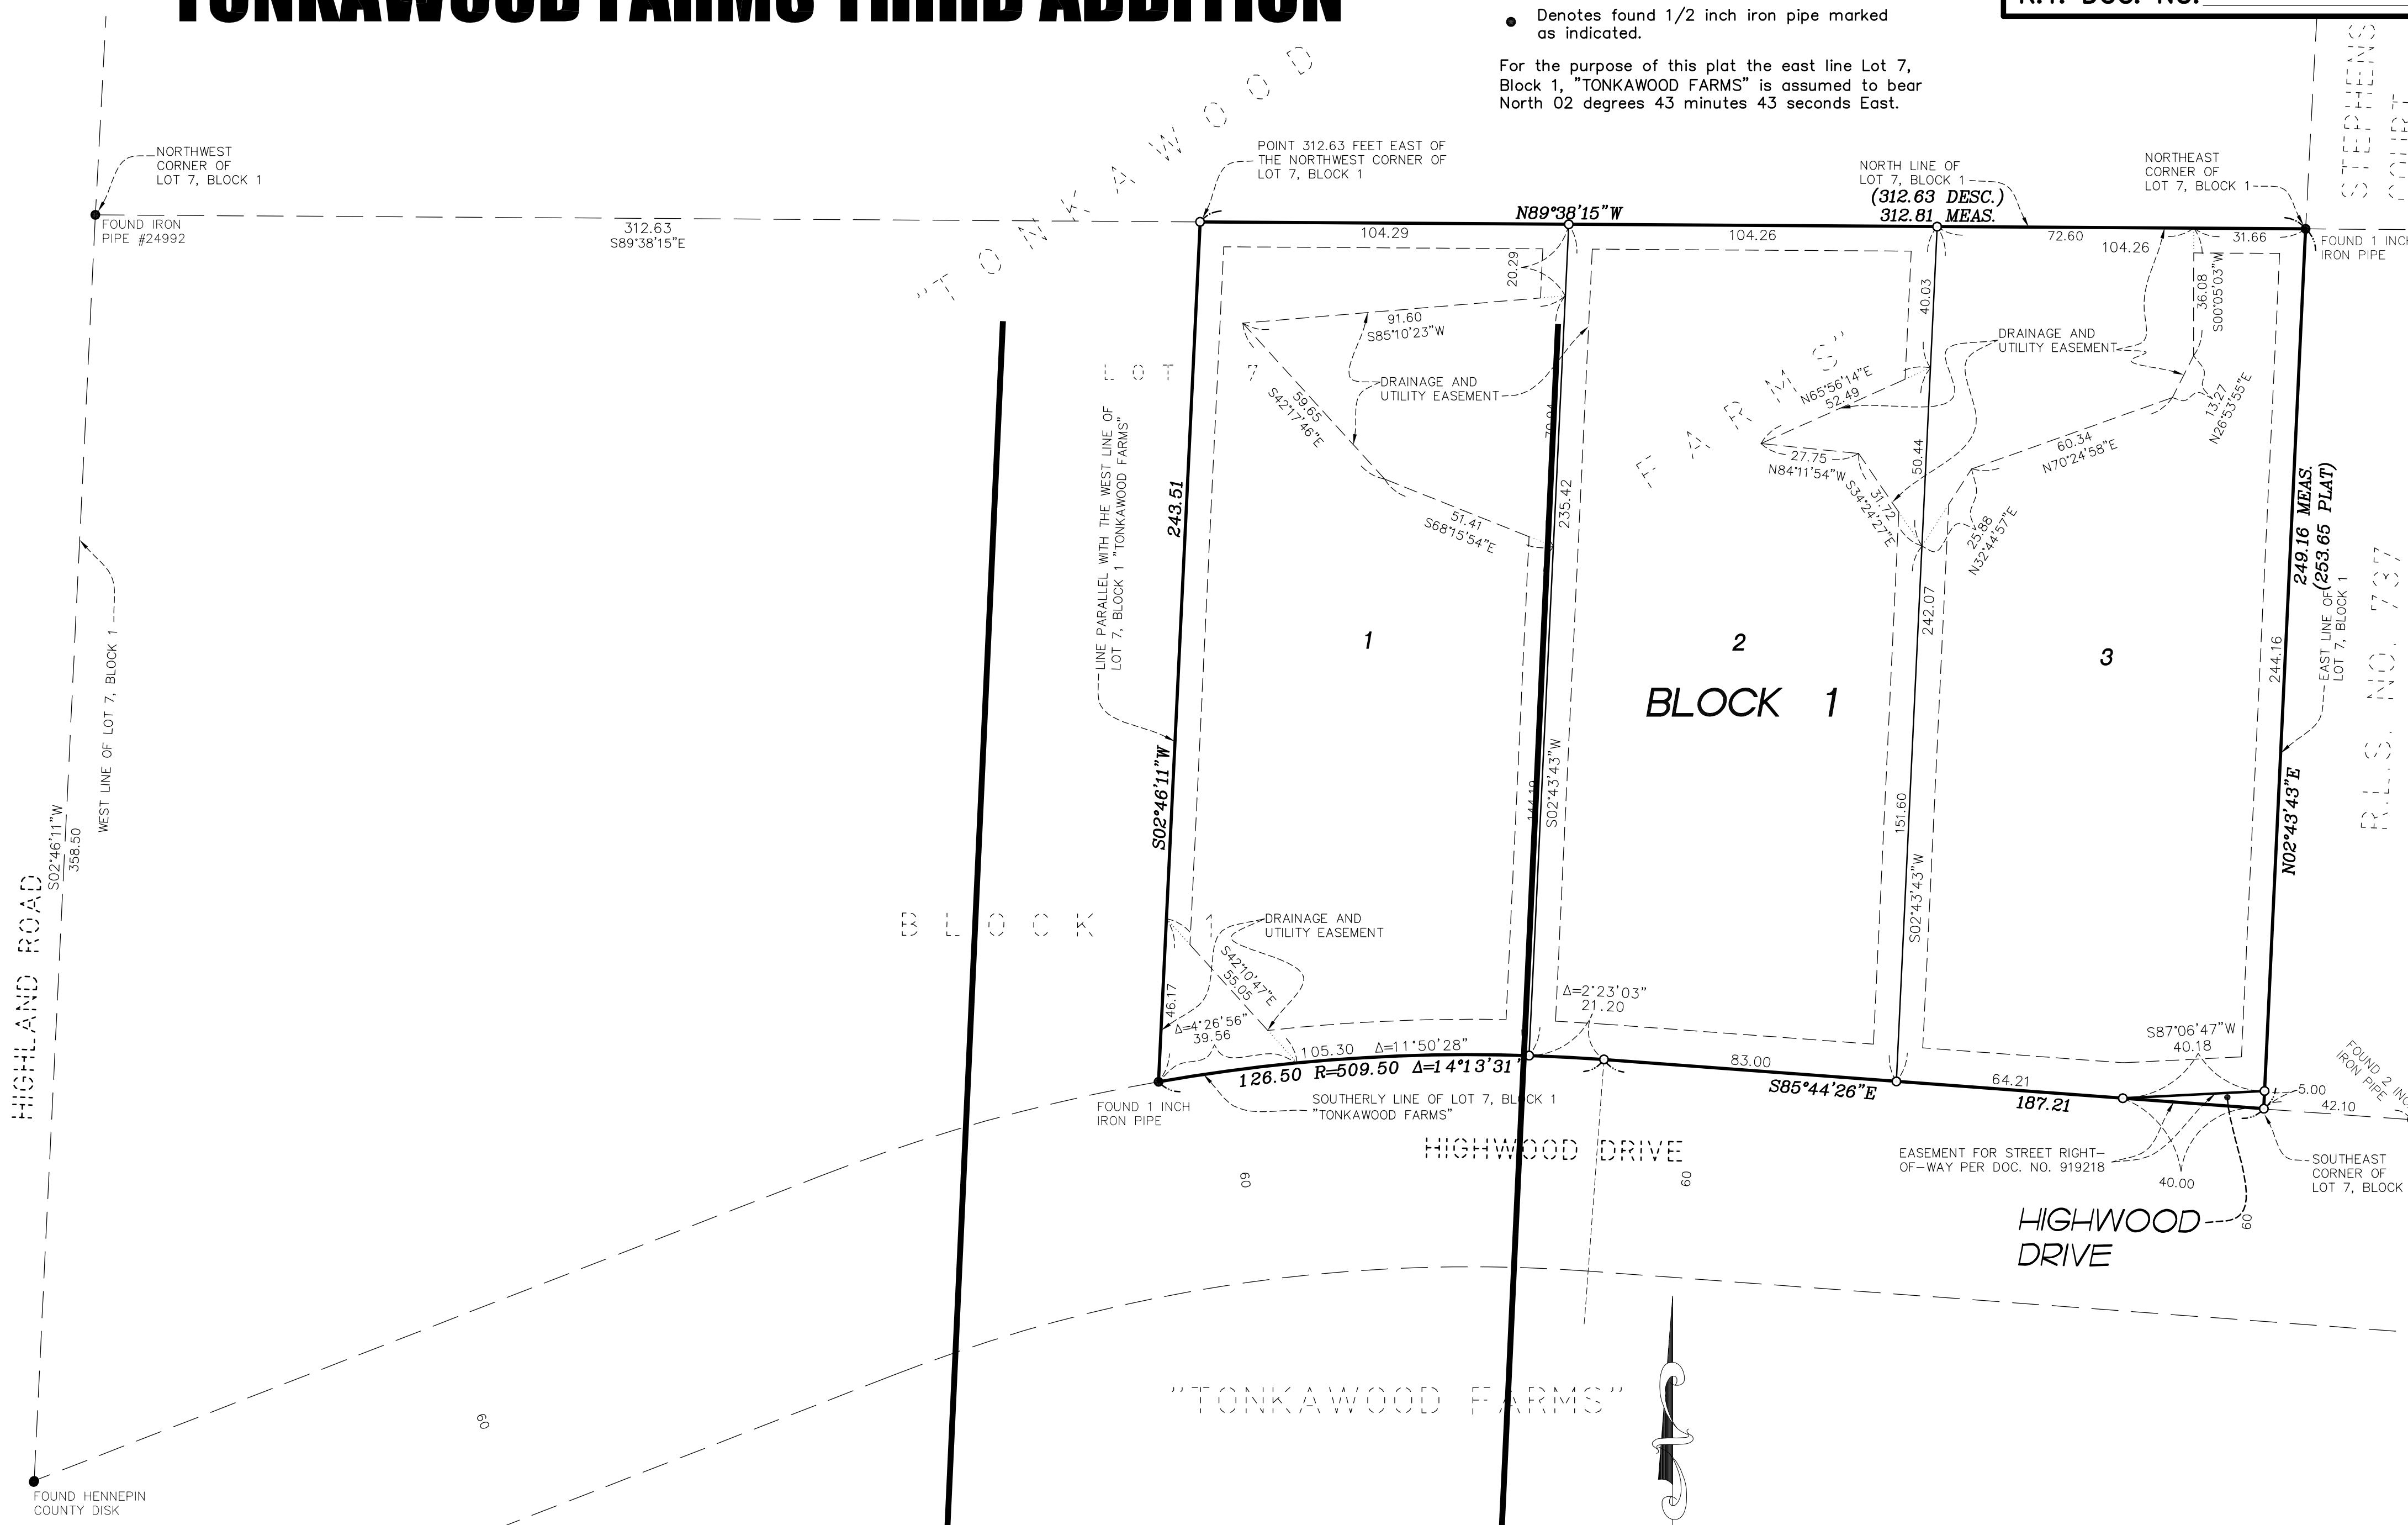 TONKAWOOD FARMS THIRD ADDITION
Denotes found 1/2 inch iron pipe marked
as indicated.
For the purpose of this plat the east line Lot 7,
Block 1, "TONKAWOOD FARMS" is assumed to bear
North 02 degrees 43 minutes 43 seconds East.
STEPHENS
NORTHWEST
CORNER OF
LOT 7, BLOCK 1
FOUND IRON
PIPE #24992
312.63
S89°38'15"E
"TONKAWOOD
FARMS"
POINT 312.63 FEET EAST OF
THE NORTHWEST CORNER OF
LOT 7, BLOCK 1
NORTH LINE OF
LOT 7, BLOCK 1
(312.63 DESC.)
312.81 MEAS.
NORTHEAST
CORNER OF
LOT 7, BLOCK 1
N89°38'15"W
104.29
104.26
72.60
104.26
31.66
FOUND 1 INCH
IRON PIPE
20.29
91.60
S85°10'23"W
40.03
36.08
S00°05'03"W
DRAINAGE AND
UTILITY EASEMENT
DRAINAGE AND
UTILITY EASEMENT
LOT 7
59.65
S42°17'46"E
N65°56'14"E
52.49
13.27
N26°53'55"E
27.75
N84°11'54"W
50.44
60.34
N70°24'58"E
31.72
S34°24'27"E
25.88
N32°44'57"E
51.41
S68°15'54"E
243.51
235.42
LINE PARALLEL WITH THE WEST LINE OF
LOT 7, BLOCK 1 "TONKAWOOD FARMS"
249.16 MEAS.
(253.65 PLAT)
EAST LINE OF
LOT 7, BLOCK 1
R.L.S. NO. 737
WEST LINE OF LOT 7, BLOCK 1
242.07
244.16
1
2
3
BLOCK 1
S02°46'11"W
S02°43'43"W
151.60
N02°43'43"E
S02°46'11"W
358.50
HIGHLAND ROAD
BLOCK 1
S02°43'43"W
DRAINAGE AND
UTILITY EASEMENT
S42°10'47"E
55.05
46.17
Δ=4°26'56"
39.56
Δ=2°23'03"
21.20
105.30 Δ=11°50'28"
126.50 R=509.50 Δ=14°13'31"
83.00
S85°44'26"E
64.21
187.21
S87°06'47"W
40.18
5.00
42.10
FOUND 1 INCH
IRON PIPE
SOUTHERLY LINE OF LOT 7, BLOCK 1
"TONKAWOOD FARMS"
HIGHWOOD DRIVE
EASEMENT FOR STREET RIGHT-
OF-WAY PER DOC. NO. 919218
40.00
SOUTHEAST
CORNER OF
LOT 7, BLOCK
60
60
60
HIGHWOOD
DRIVE
"TONKAWOOD FARMS"
60
FOUND HENNEPIN
COUNTY DISK